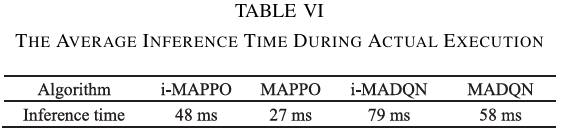 TABLE VI
THE AVERAGE INFERENCE TIME DURING ACTUAL EXECUTION
Algorithm i-MAPPO MAPPO i-MADQN MADQN
Inference time 48 ms 27 ms 79 ms 58 ms